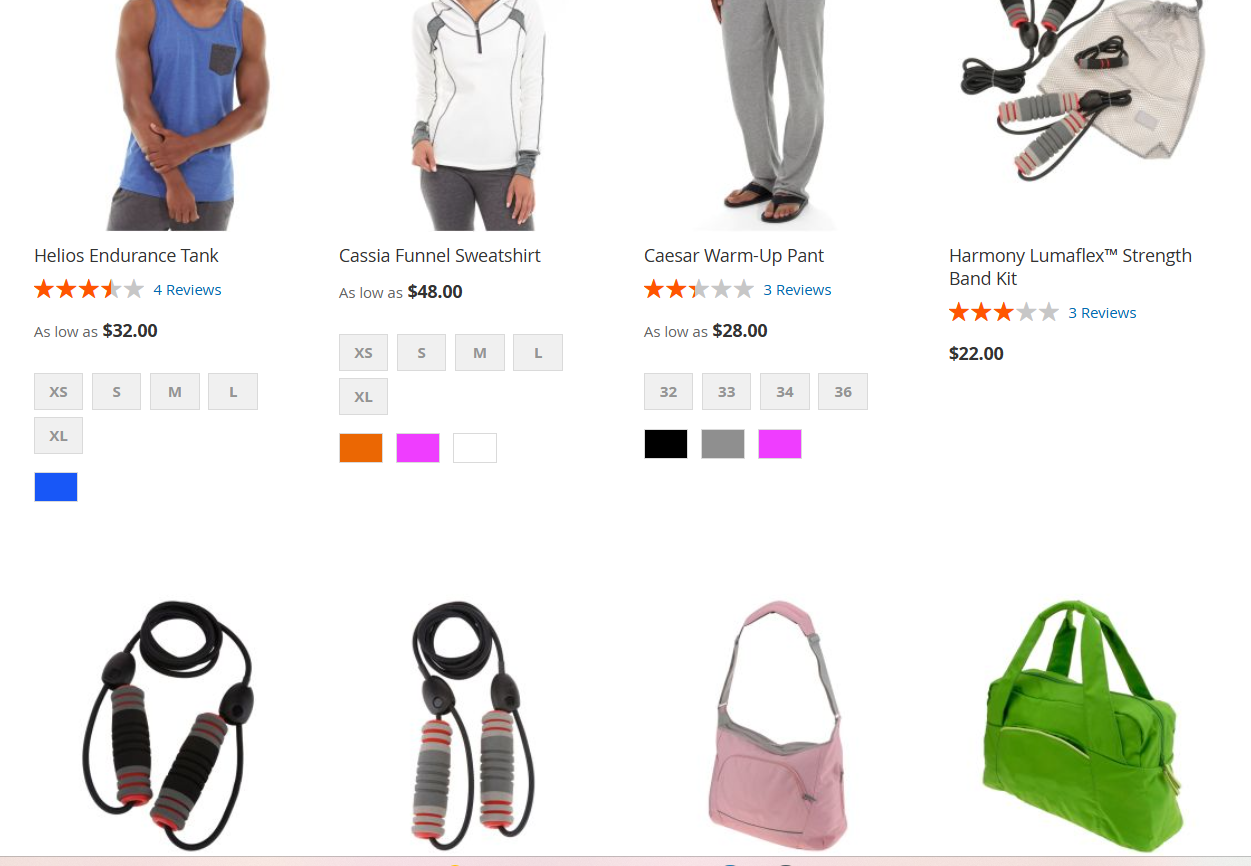 Helios Endurance Tank
4 Reviews
As low as $32.00
XS S M L
XL
Cassia Funnel Sweatshirt
As low as $48.00
XS S M L
XL
Caesar Warm-Up Pant
3 Reviews
As low as $28.00
32 33 34 36
Harmony Lumaflex™ Strength
Band Kit
3 Reviews
$22.00